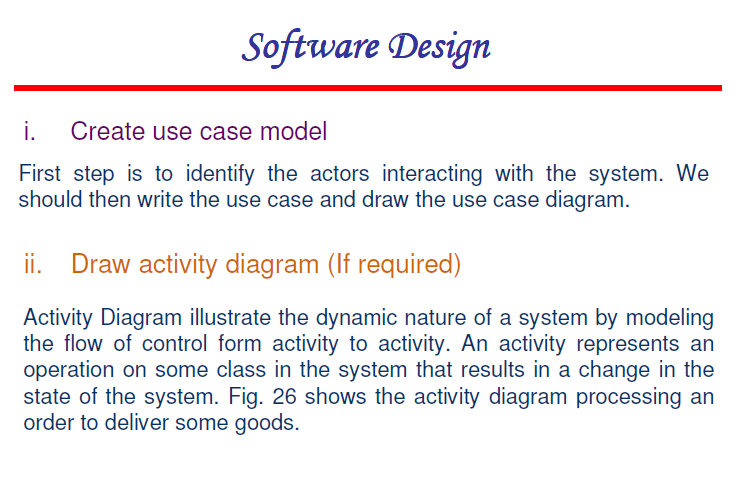 Software Design
i. Create use case model
First step is to identify the actors interacting with the system. We
should then write the use case and draw the use case diagram.
ii. Draw activity diagram (If required)
Activity Diagram illustrate the dynamic nature of a system by modeling
the flow of control form activity to activity. An activity represents an
operation on some class in the system that results in a change in the
state of the system. Fig. 26 shows the activity diagram processing an
order to deliver some goods.